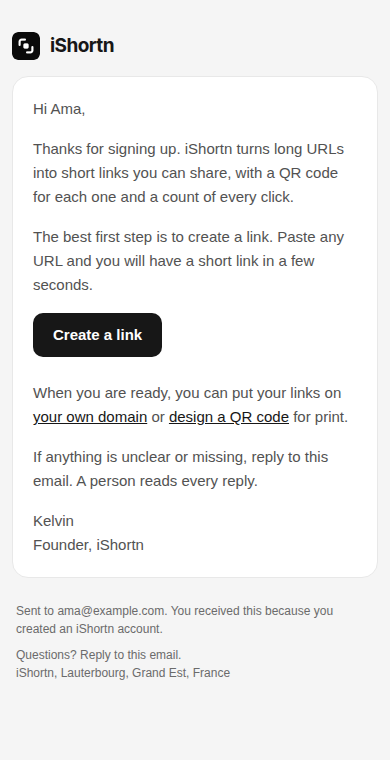 iShortn
Hi Ama,
Thanks for signing up. iShortn turns long URLs
into short links you can share, with a QR code
for each one and a count of every click.
The best first step is to create a link. Paste any
URL and you will have a short link in a few
seconds.
Create a link
When you are ready, you can put your links on
your own domain or design a QR code for print.
If anything is unclear or missing, reply to this
email. A person reads every reply.
Kelvin
Founder, iShortn
Sent to ama@example.com. You received this because you
created an iShortn account.
Questions? Reply to this email.
iShortn, Lauterbourg, Grand Est, France